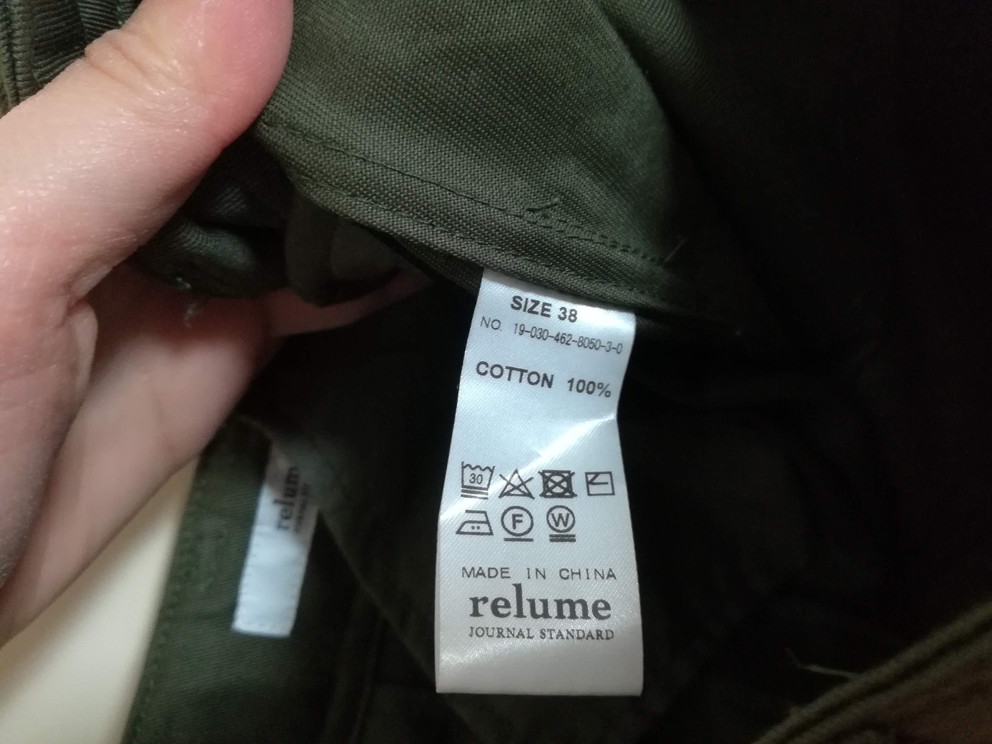 SIZE 38
NO. 19-030-462-8050-3-0
COTTON 100%
30
F W
MADE IN CHINA
relume
JOURNAL STANDARD
relume